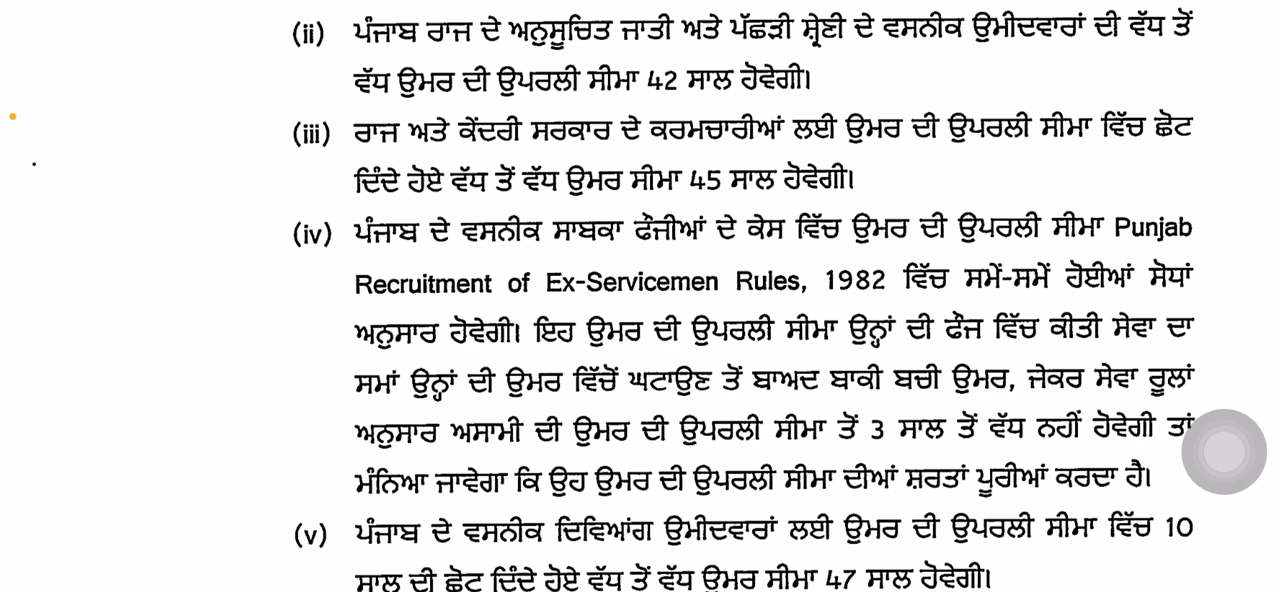 (ii) ਪੰਜਾਬ ਰਾਜ ਦੇ ਅਨੁਸੂਚਿਤ ਜਾਤੀ ਅਤੇ ਪੱਛੜੀ ਸ਼੍ਰੇਣੀ ਦੇ ਵਸਨੀਕ ਉਮੀਦਵਾਰਾਂ ਦੀ ਵੱਧ ਤੋਂ
ਵੱਧ ਉਮਰ ਦੀ ਉਪਰਲੀ ਸੀਮਾ 42 ਸਾਲ ਹੋਵੇਗੀ।
(iii) ਰਾਜ ਅਤੇ ਕੇਂਦਰੀ ਸਰਕਾਰ ਦੇ ਕਰਮਚਾਰੀਆਂ ਲਈ ਉਮਰ ਦੀ ਉਪਰਲੀ ਸੀਮਾ ਵਿੱਚ ਛੋਟ
ਦਿੰਦੇ ਹੋਏ ਵੱਧ ਤੋਂ ਵੱਧ ਉਮਰ ਸੀਮਾ 45 ਸਾਲ ਹੋਵੇਗੀ।
(iv) ਪੰਜਾਬ ਦੇ ਵਸਨੀਕ ਸਾਬਕਾ ਫੌਜੀਆਂ ਦੇ ਕੇਸ ਵਿੱਚ ਉਮਰ ਦੀ ਉਪਰਲੀ ਸੀਮਾ Punjab
Recruitment of Ex-Servicemen Rules, 1982 ਵਿੱਚ ਸਮੇਂ-ਸਮੇਂ ਹੋਈਆਂ ਸੋਧਾਂ
ਅਨੁਸਾਰ ਹੋਵੇਗੀ। ਇਹ ਉਮਰ ਦੀ ਉਪਰਲੀ ਸੀਮਾ ਉਨ੍ਹਾਂ ਦੀ ਫੌਜ ਵਿੱਚ ਕੀਤੀ ਸੇਵਾ ਦਾ
ਸਮਾਂ ਉਨ੍ਹਾਂ ਦੀ ਉਮਰ ਵਿੱਚੋਂ ਘਟਾਉਣ ਤੋਂ ਬਾਅਦ ਬਾਕੀ ਬਚੀ ਉਮਰ, ਜੇਕਰ ਸੇਵਾ ਰੂਲਾਂ
ਅਨੁਸਾਰ ਅਸਾਮੀ ਦੀ ਉਮਰ ਦੀ ਉਪਰਲੀ ਸੀਮਾ ਤੋਂ 3 ਸਾਲ ਤੋਂ ਵੱਧ ਨਹੀਂ ਹੋਵੇਗੀ ਤਾਂ
ਮੰਨਿਆ ਜਾਵੇਗਾ ਕਿ ਉਹ ਉਮਰ ਦੀ ਉਪਰਲੀ ਸੀਮਾ ਦੀਆਂ ਸ਼ਰਤਾਂ ਪੂਰੀਆਂ ਕਰਦਾ ਹੈ।
(v) ਪੰਜਾਬ ਦੇ ਵਸਨੀਕ ਦਿਵਿਆਂਗ ਉਮੀਦਵਾਰਾਂ ਲਈ ਉਮਰ ਦੀ ਉਪਰਲੀ ਸੀਮਾ ਵਿੱਚ 10
ਸਾਲ ਦੀ ਛੋਟ ਦਿੰਦੇ ਹੋਏ ਵੱਧ ਤੋਂ ਵੱਧ ਉਮਰ ਸੀਮਾ 47 ਸਾਲ ਹੋਵੇਗੀ।